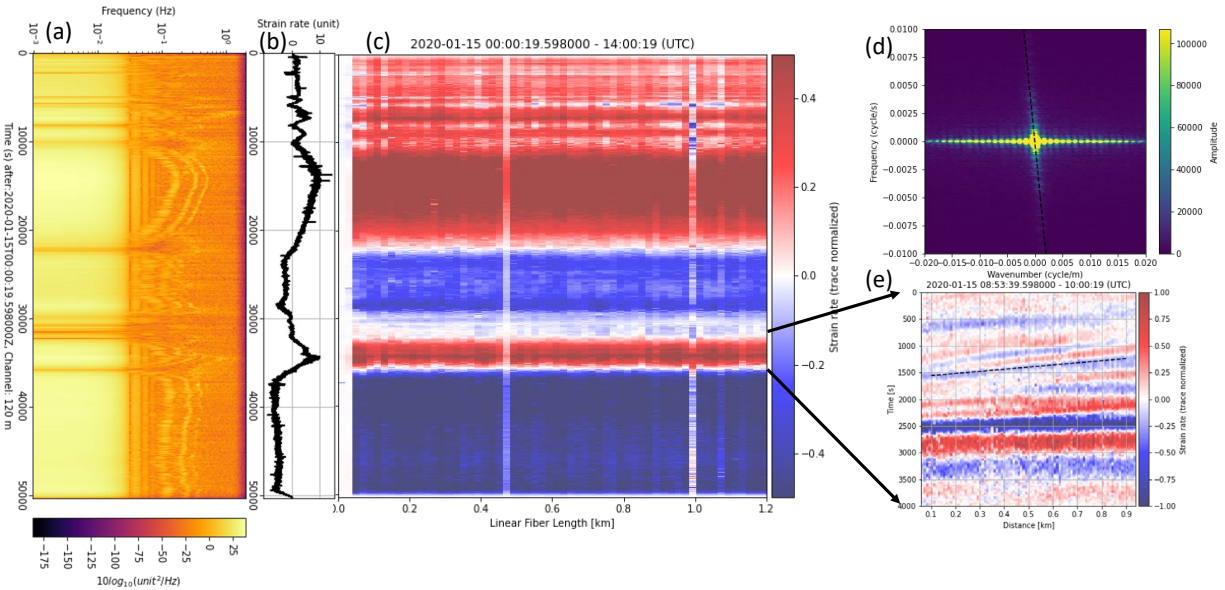 (a)
Frequency (Hz)
10⁻³ 10⁻² 10⁻¹ 10⁰
0
10000
20000
30000
40000
50000
Time (s) after:2020-01-15T00:00:19.598000Z, Channel: 120 m
−175 −150 −125 −100 −75 −50 −25 0 25
10log₁₀(unit²/Hz)
(b)
Strain rate (unit)
0 10
0
10000
20000
30000
40000
50000
(c)
2020-01-15 00:00:19.598000 - 14:00:19 (UTC)
0.0 0.2 0.4 0.6 0.8 1.0 1.2
Linear Fiber Length [km]
0.4
0.2
0.0
−0.2
−0.4
Strain rate (trace normalized)
(d)
0.0100
0.0075
0.0050
0.0025
0.0000
−0.0025
−0.0050
−0.0075
−0.0100
Frequency (cycle/s)
−0.020 −0.015 −0.010 −0.005 0.000 0.005 0.010 0.015 0.020
Wavenumber (cycle/m)
100000
80000
60000
40000
20000
0
Amplitude
(e)
2020-01-15 08:53:39.598000 - 10:00:19 (UTC)
0
500
1000
1500
2000
2500
3000
3500
4000
Time [s]
0.1 0.2 0.3 0.4 0.5 0.6 0.7 0.8 0.9
Distance [km]
1.00
0.75
0.50
0.25
0.00
−0.25
−0.50
−0.75
−1.00
Strain rate (trace normalized)